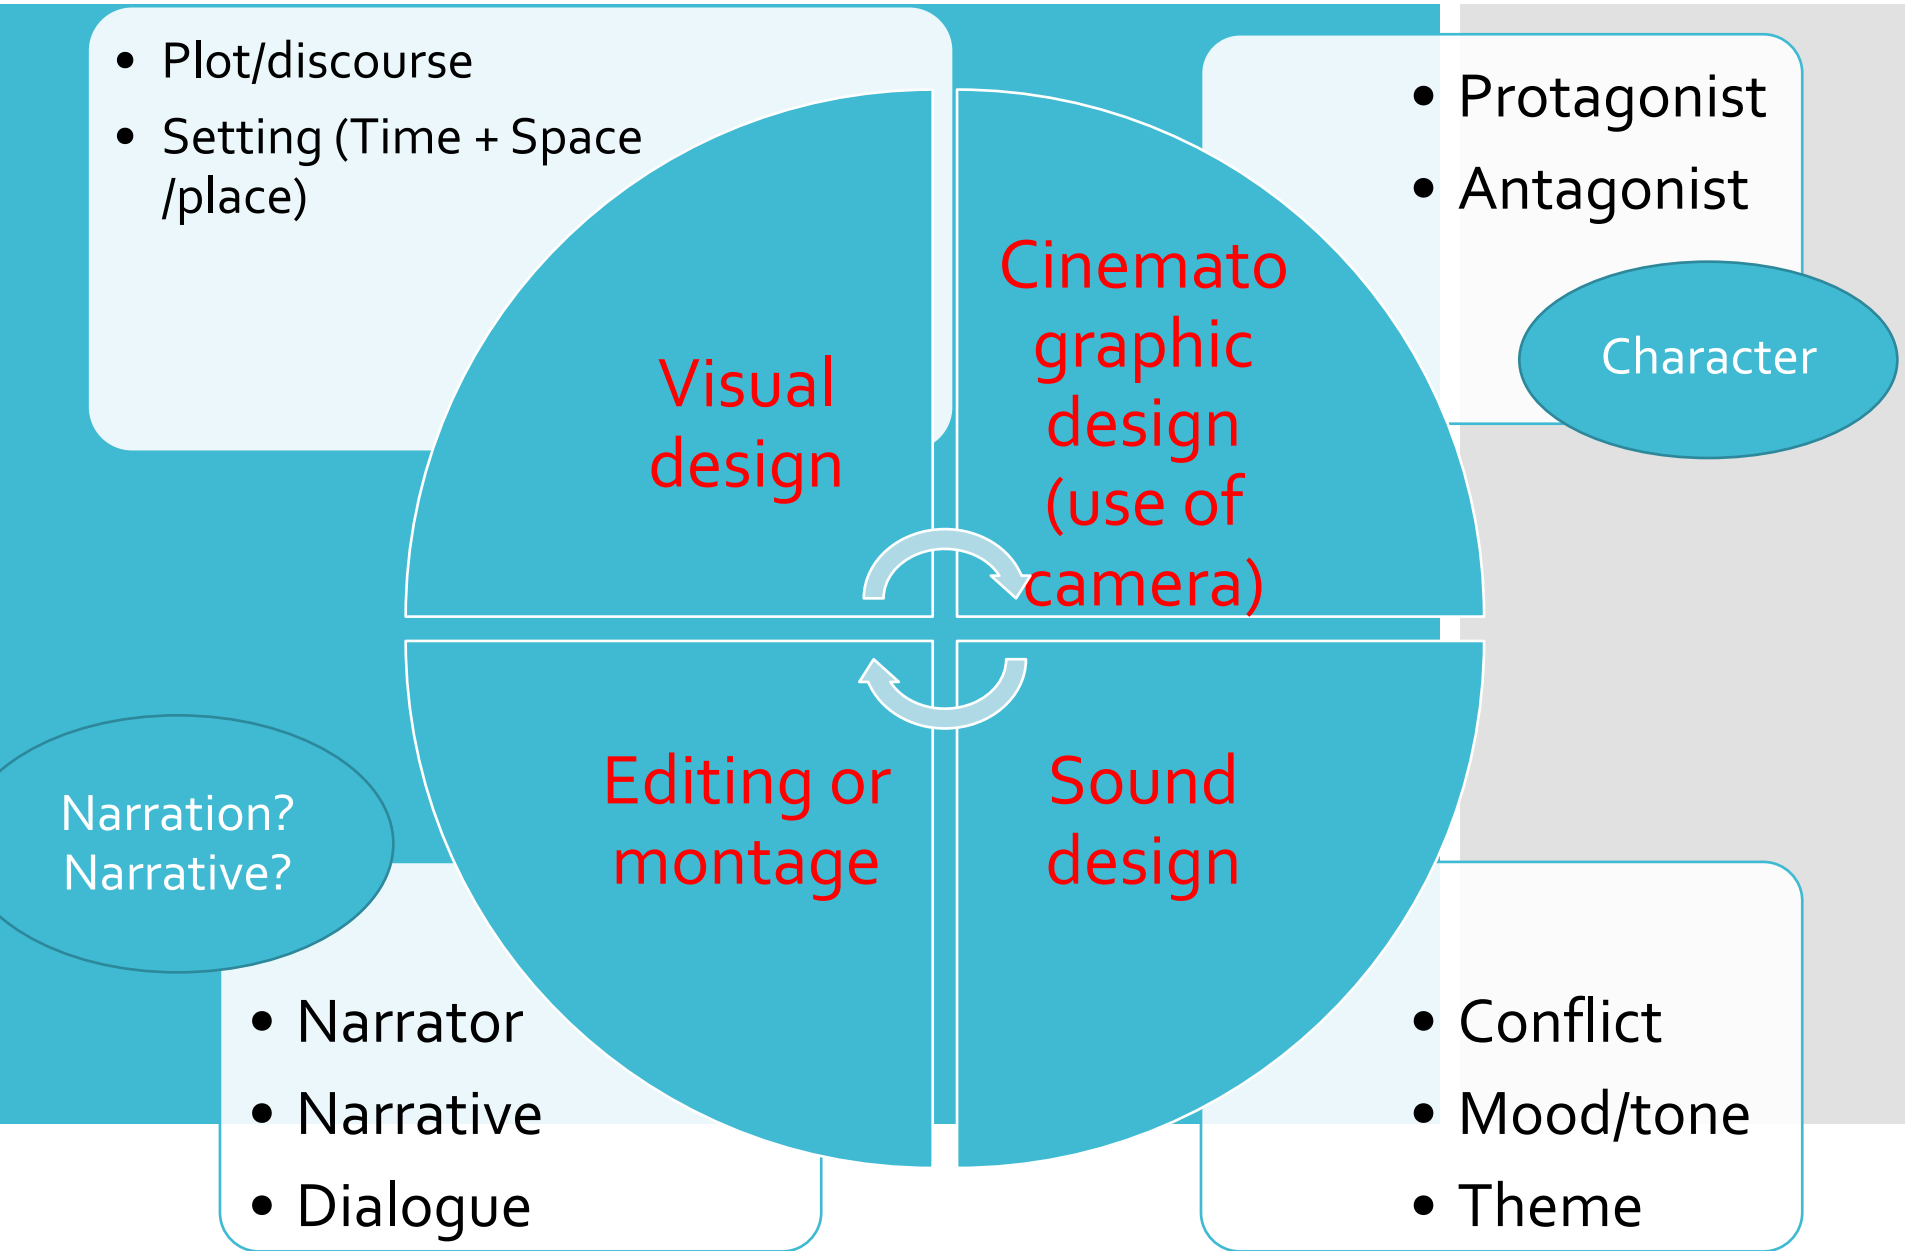 • Plot/discourse
• Setting (Time + Space
/place)
• Protagonist
• Antagonist
Character
Visual
design
Cinemato
graphic
design
(use of
camera)
Editing or
montage
Sound
design
Narration?
Narrative?
• Narrator
• Narrative
• Dialogue
• Conflict
• Mood/tone
• Theme